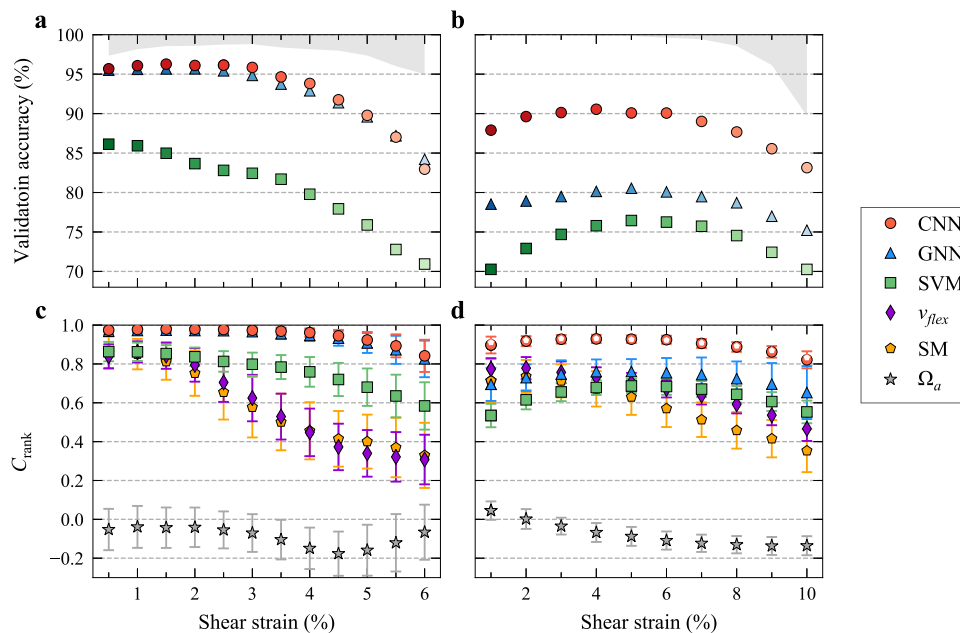 a
b
100
95
90
85
80
75
70
Validatoin accuracy (%)
c
d
1.0
0.8
0.6
0.4
0.2
0.0
−0.2
C_rank
1 2 3 4 5 6
2 4 6 8 10
Shear strain (%)
Shear strain (%)
CNN
GNN
SVM
v_flex
SM
Ω_a